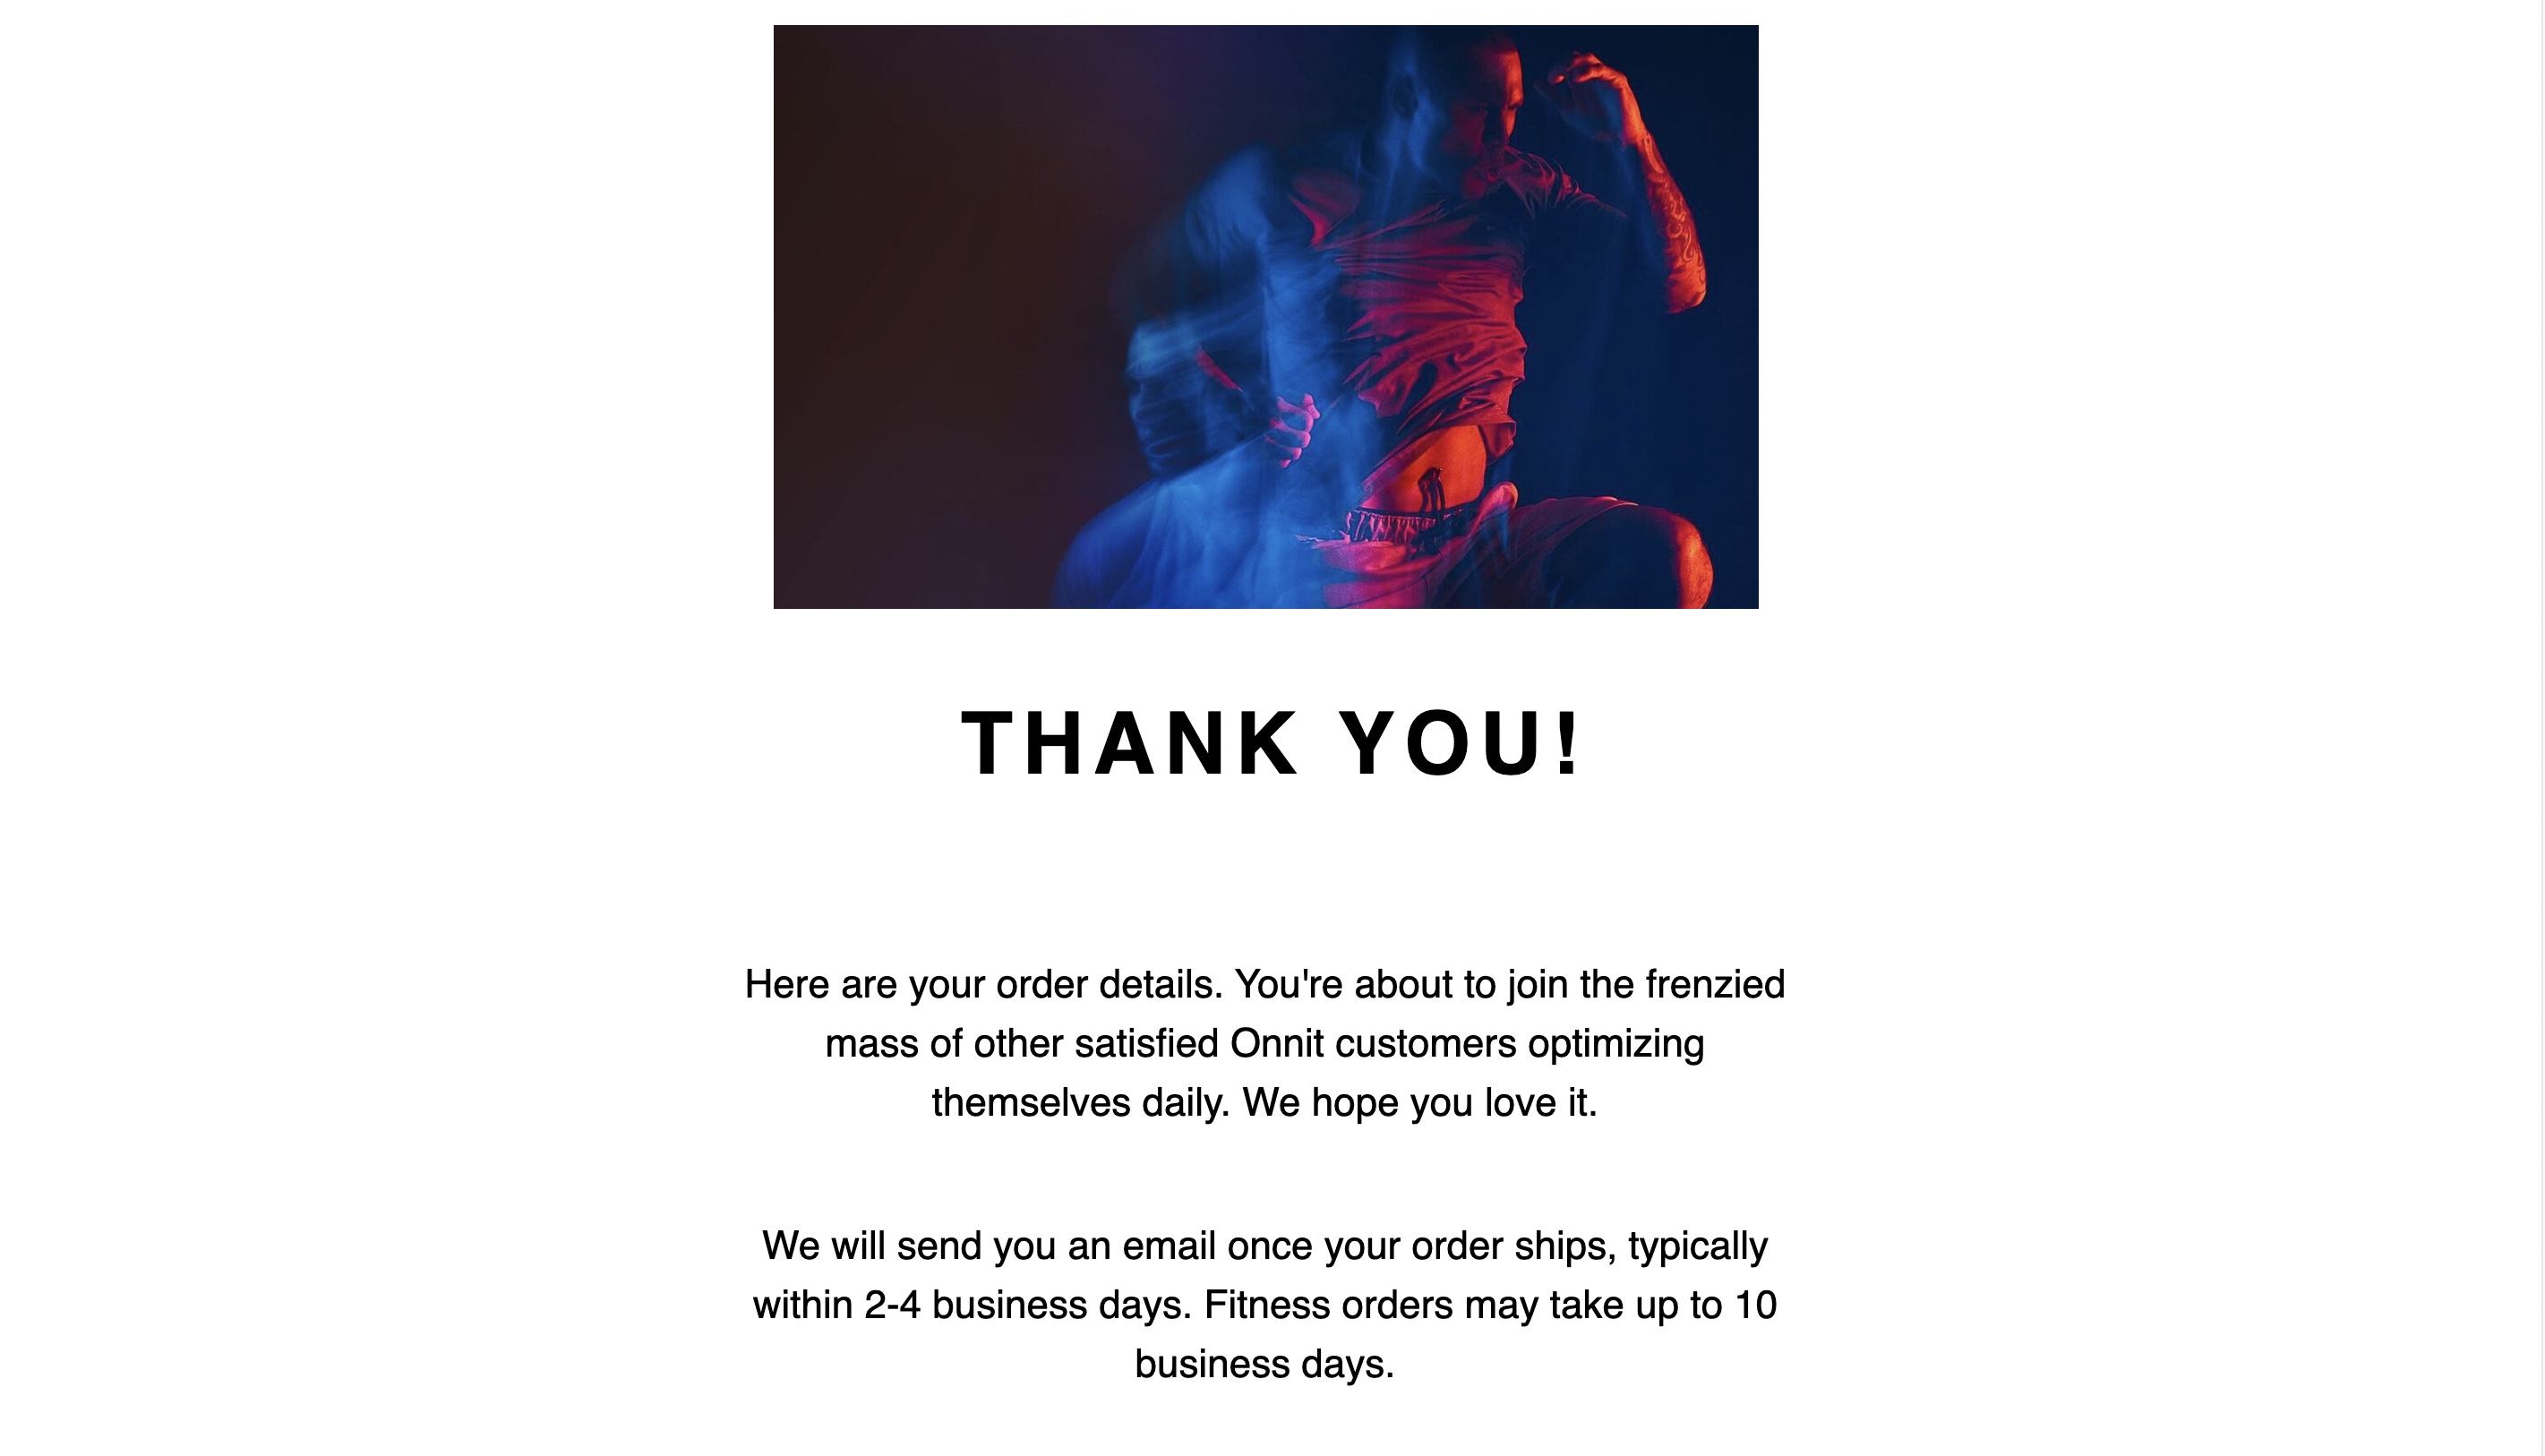 THANK YOU!
Here are your order details. You're about to join the frenzied
mass of other satisfied Onnit customers optimizing
themselves daily. We hope you love it.
We will send you an email once your order ships, typically
within 2-4 business days. Fitness orders may take up to 10
business days.